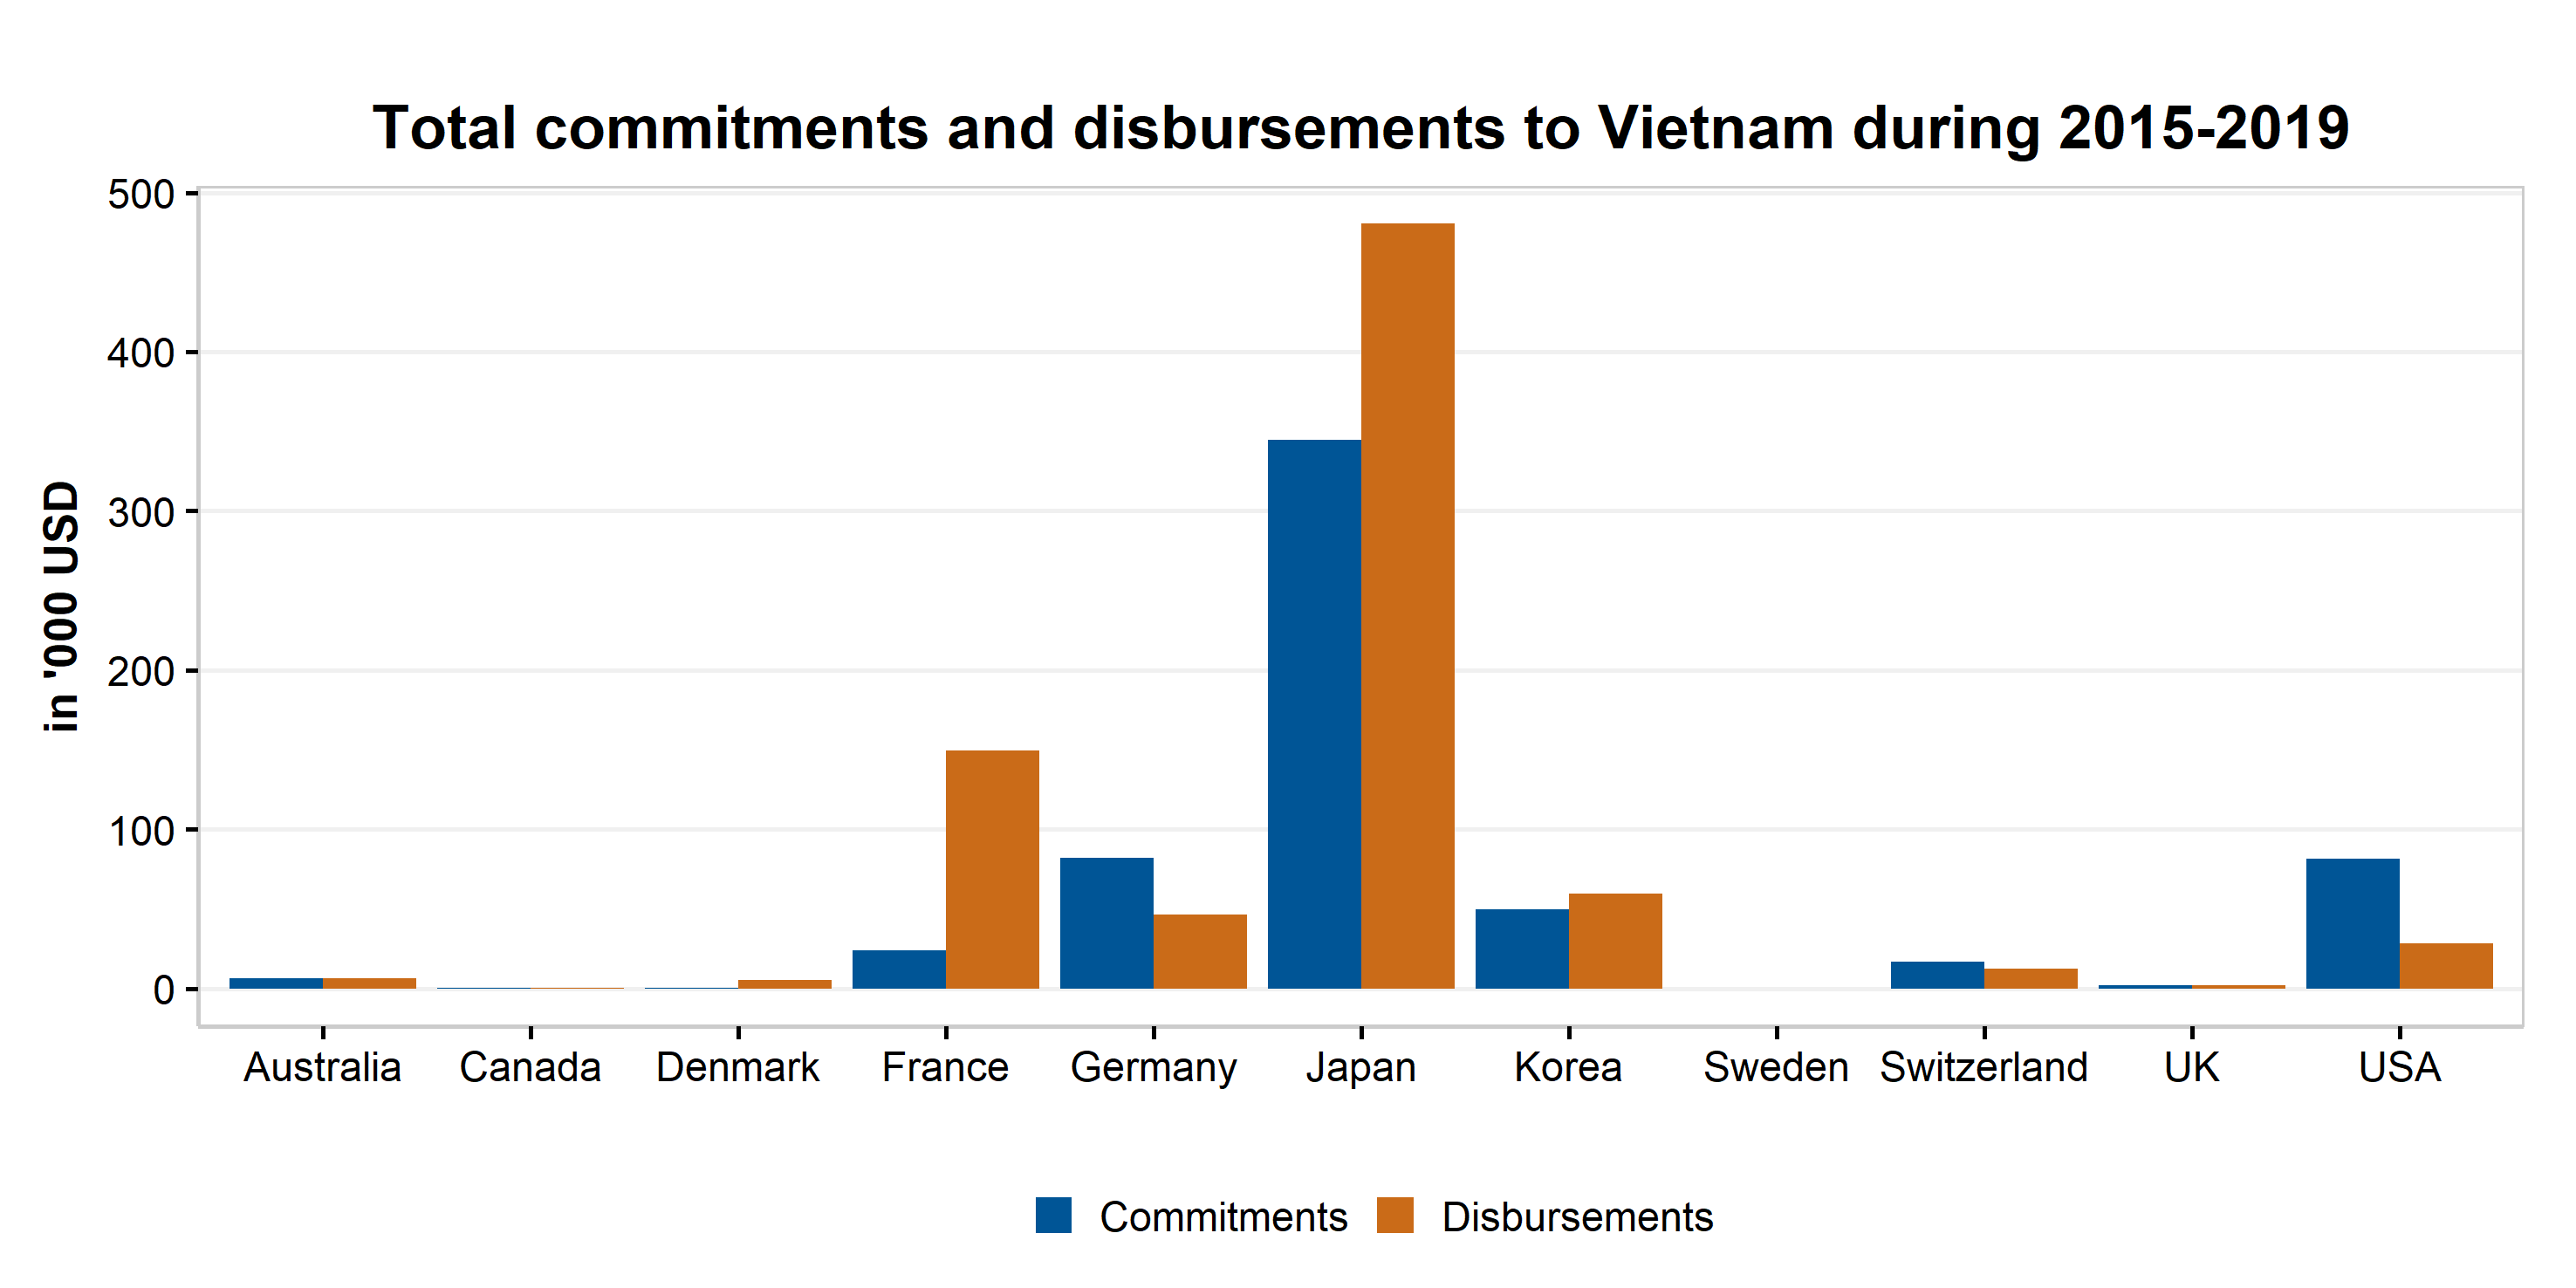 Total commitments and disbursements to Vietnam during 2015-2019
in '000 USD
500
400
300
200
100
0
Australia Canada Denmark France Germany Japan Korea Sweden Switzerland UK USA
Commitments Disbursements